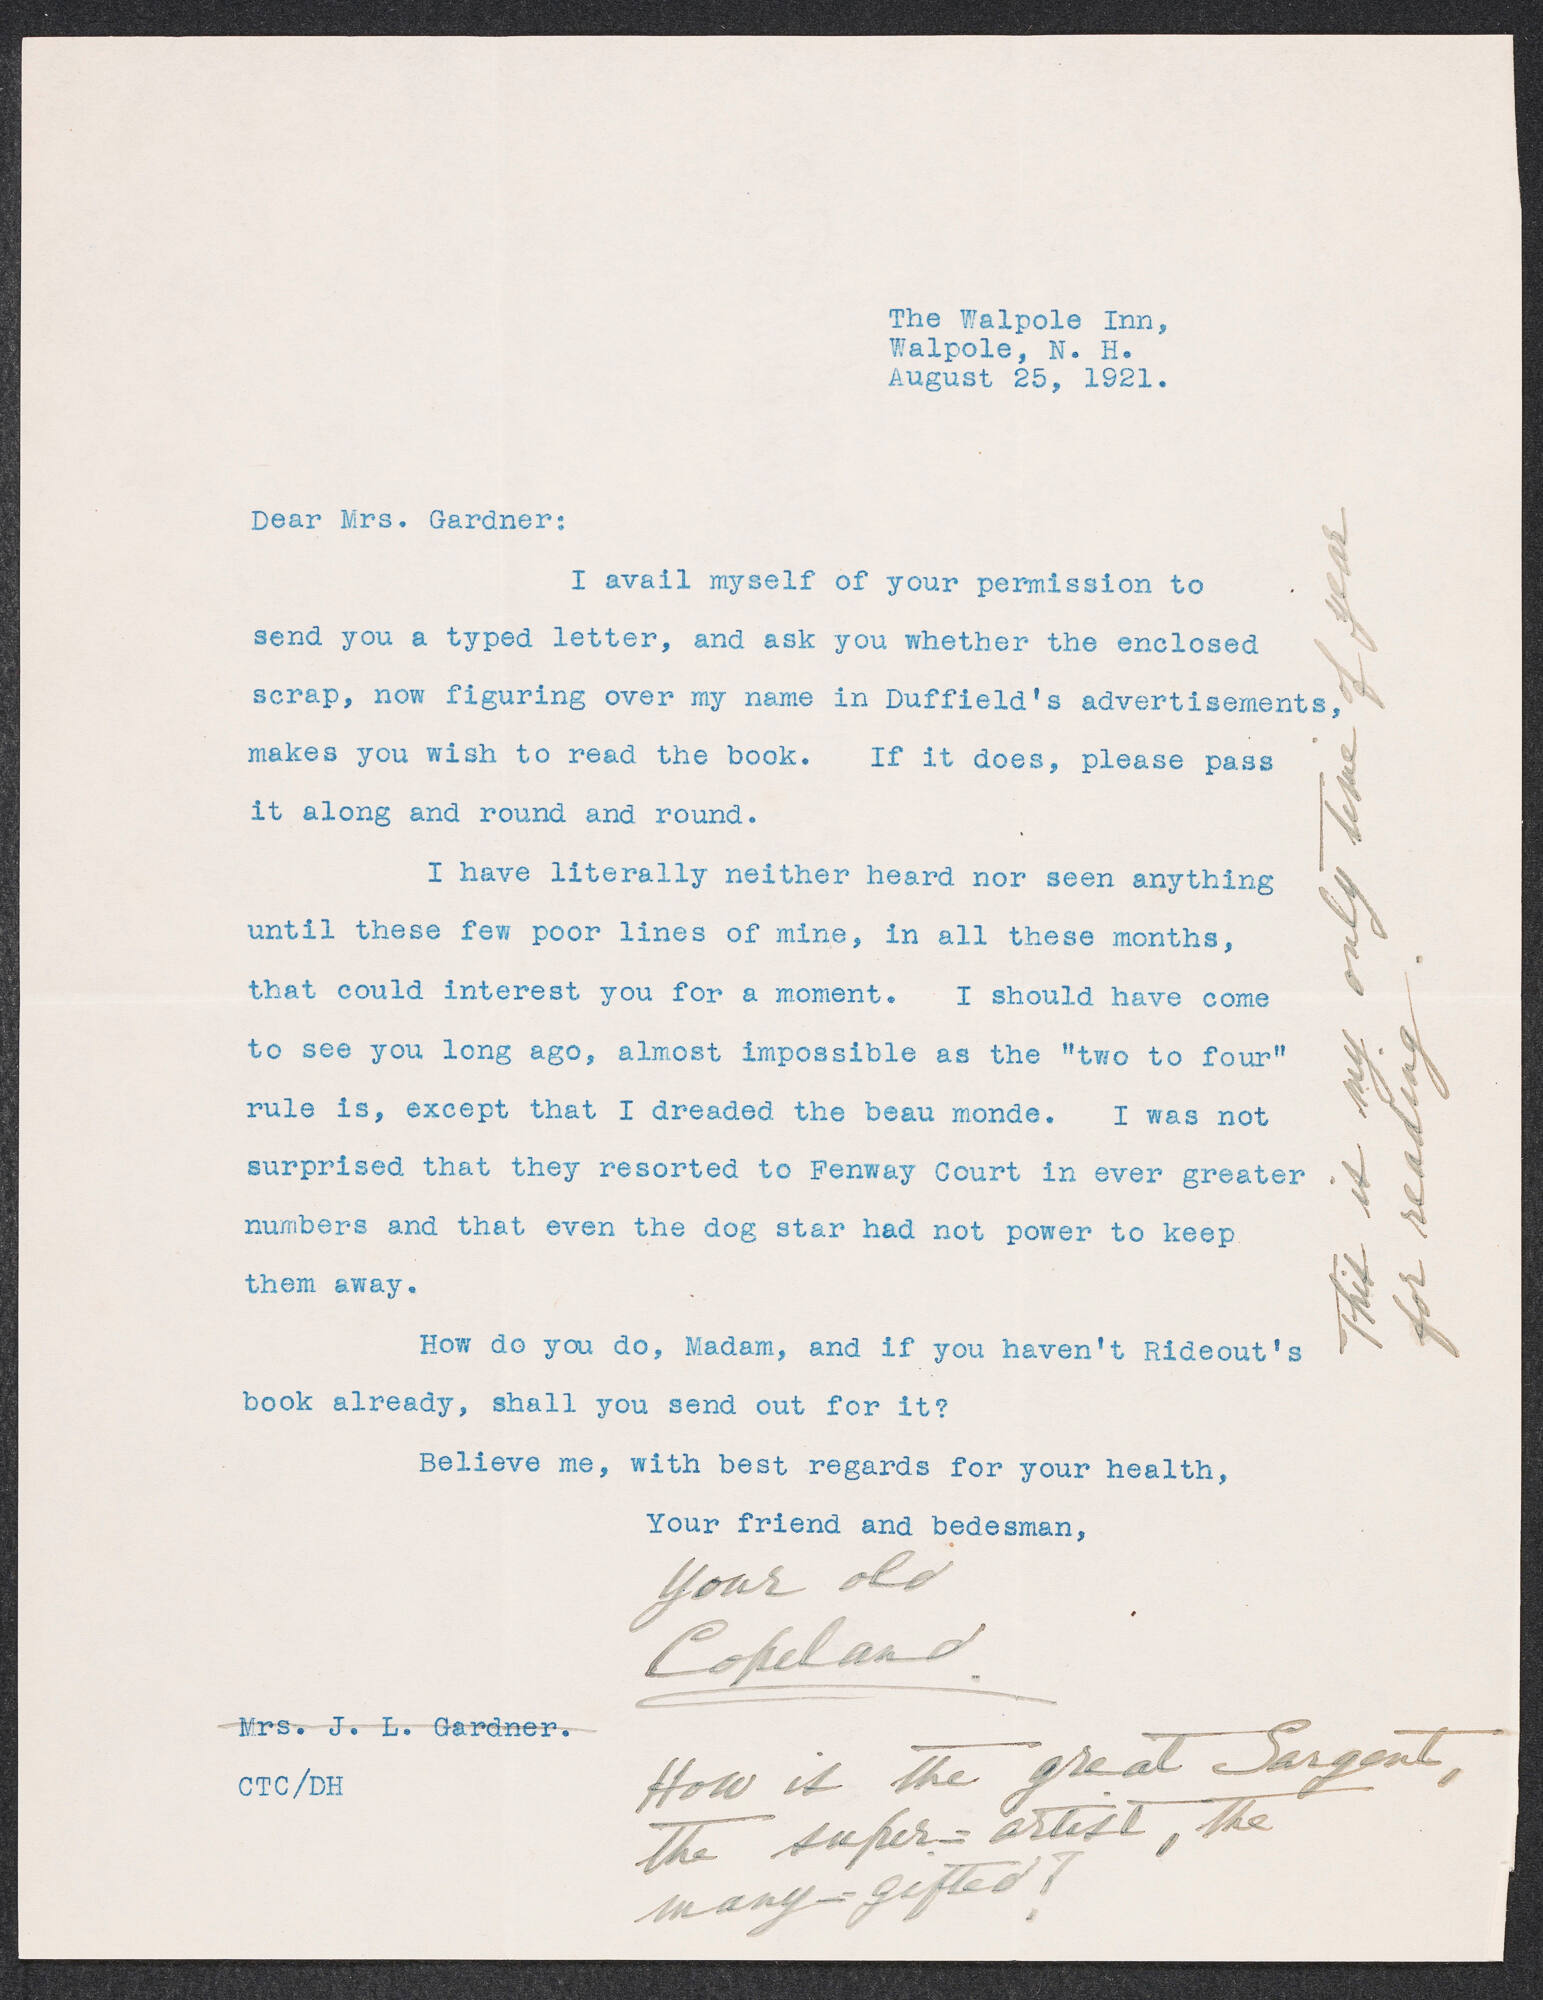 The Walpole Inn,
Walpole, N. H.
August 25, 1921.
Dear Mrs. Gardner:
I avail myself of your permission to
send you a typed letter, and ask you whether the enclosed
scrap, now figuring over my name in Duffield's advertisements,
makes you wish to read the book. If it does, please pass
it along and round and round.
I have literally neither heard nor seen anything
until these few poor lines of mine, in all these months,
that could interest you for a moment. I should have come
to see you long ago, almost impossible as the "two to four"
rule is, except that I dreaded the beau monde. I was not
surprised that they resorted to Fenway Court in ever greater
numbers and that even the dog star had not power to keep
them away.
How do you do, Madam, and if you haven't Rideout's
book already, shall you send out for it?
Believe me, with best regards for your health,
Your friend and bedesman,
Your old
Copeland.
Mrs. J. L. Gardner.
CTC/DH
How is the great Sargent,
the super=artist, the
many=gifted?
This is my only time of year
for reading.